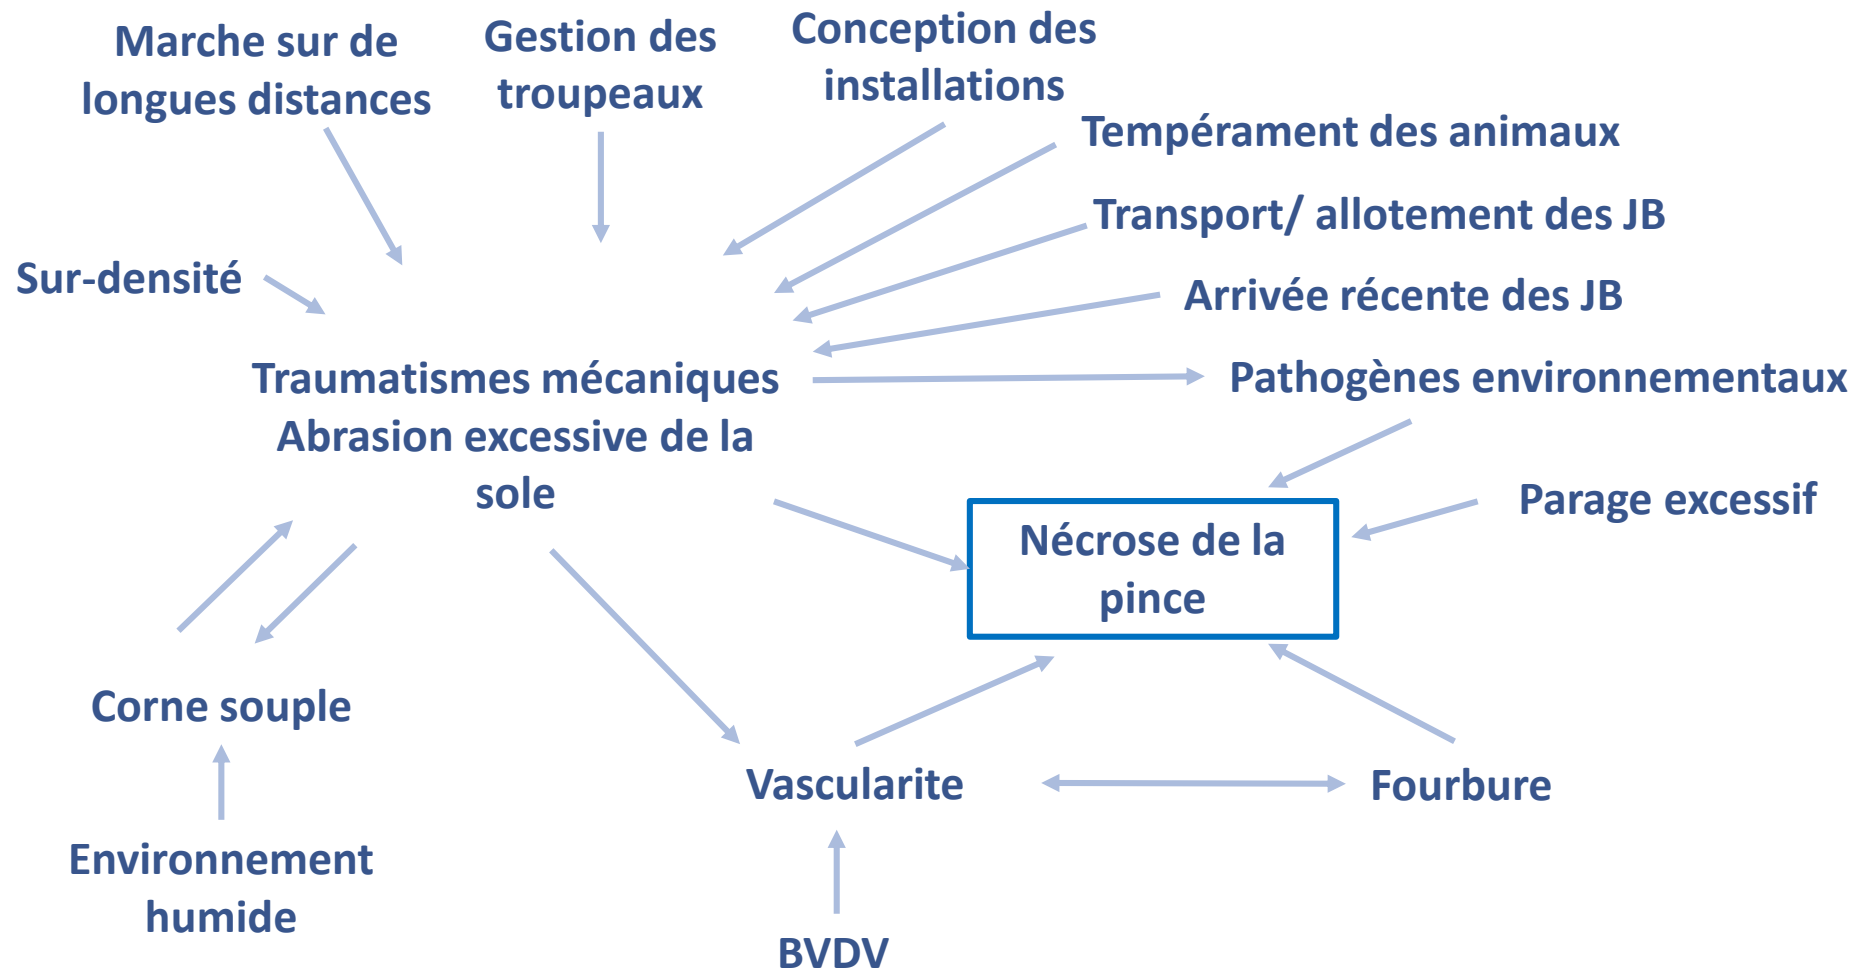 Marche sur de
longues distances
Gestion des
troupeaux
Conception des
installations
Tempérament des animaux
Transport/ allotement des JB
Sur-densité
Arrivée récente des JB
Traumatismes mécaniques
Abrasion excessive de la
sole
Pathogènes environnementaux
Parage excessif
Nécrose de la
pince
Corne souple
Vascularite
Fourbure
Environnement
humide
BVDV